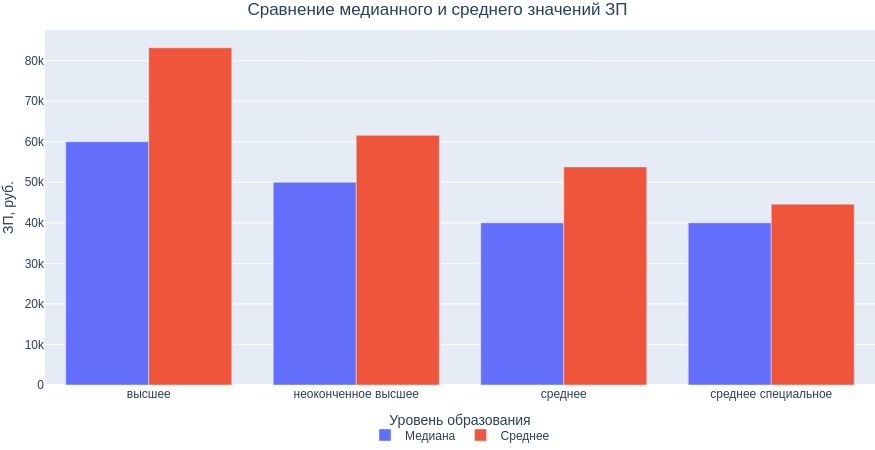 Сравнение медианного и среднего значений ЗП
80k
70k
60k
50k
40k
30k
20k
10k
0
ЗП, руб.
высшее
неоконченное высшее
среднее
среднее специальное
Уровень образования
Медиана
Среднее